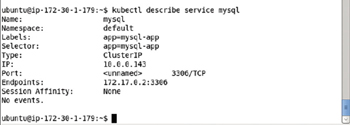 ubuntu@ip-172-30-1-179:~$ kubectl describe service mysql
Name: mysql
Namespace: default
Labels: app=mysql-app
Selector: app=mysql-app
Type: ClusterIP
IP: 10.0.0.143
Port: <unnamed> 3306/TCP
Endpoints: 172.17.0.2:3306
Session Affinity: None
No events.
ubuntu@ip-172-30-1-179:~$